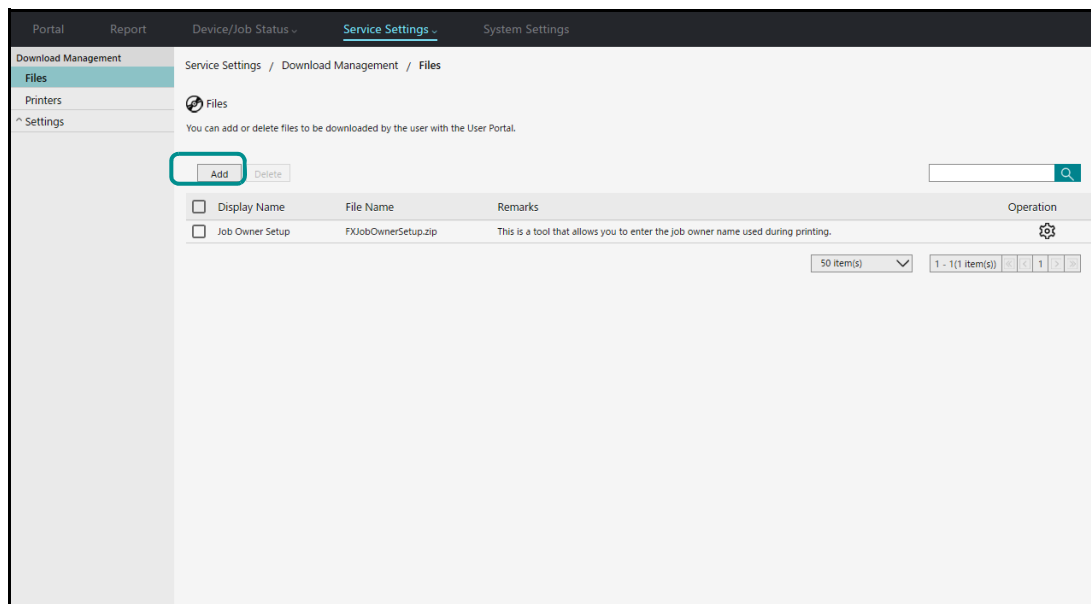 Portal Report Device/Job Status Service Settings System Settings
Download Management
Files
Printers
Settings
Service Settings / Download Management / Files
Files
You can add or delete files to be downloaded by the user with the User Portal.
Add Delete
Display Name File Name Remarks Operation
Job Owner Setup FXJobOwnerSetup.zip This is a tool that allows you to enter the job owner name used during printing.
50 item(s) 1 - 1(1 item(s)) 1